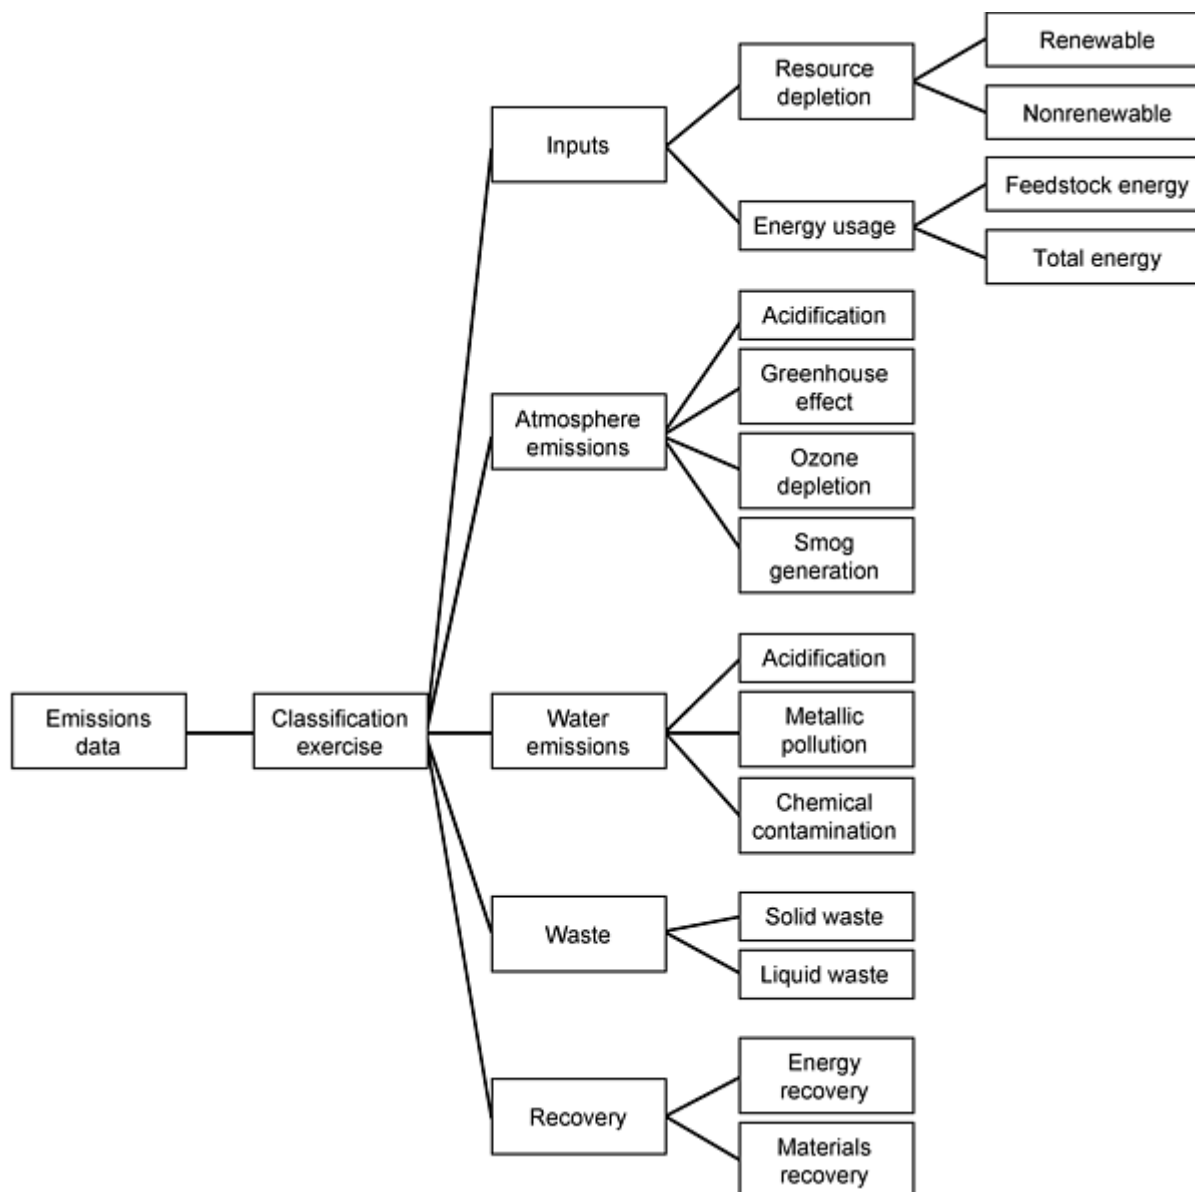 Emissions
data
Classification
exercise
Inputs
Resource
depletion
Renewable
Nonrenewable
Energy usage
Feedstock energy
Total energy
Atmosphere
emissions
Acidification
Greenhouse
effect
Ozone
depletion
Smog
generation
Water
emissions
Acidification
Metallic
pollution
Chemical
contamination
Waste
Solid waste
Liquid waste
Recovery
Energy
recovery
Materials
recovery